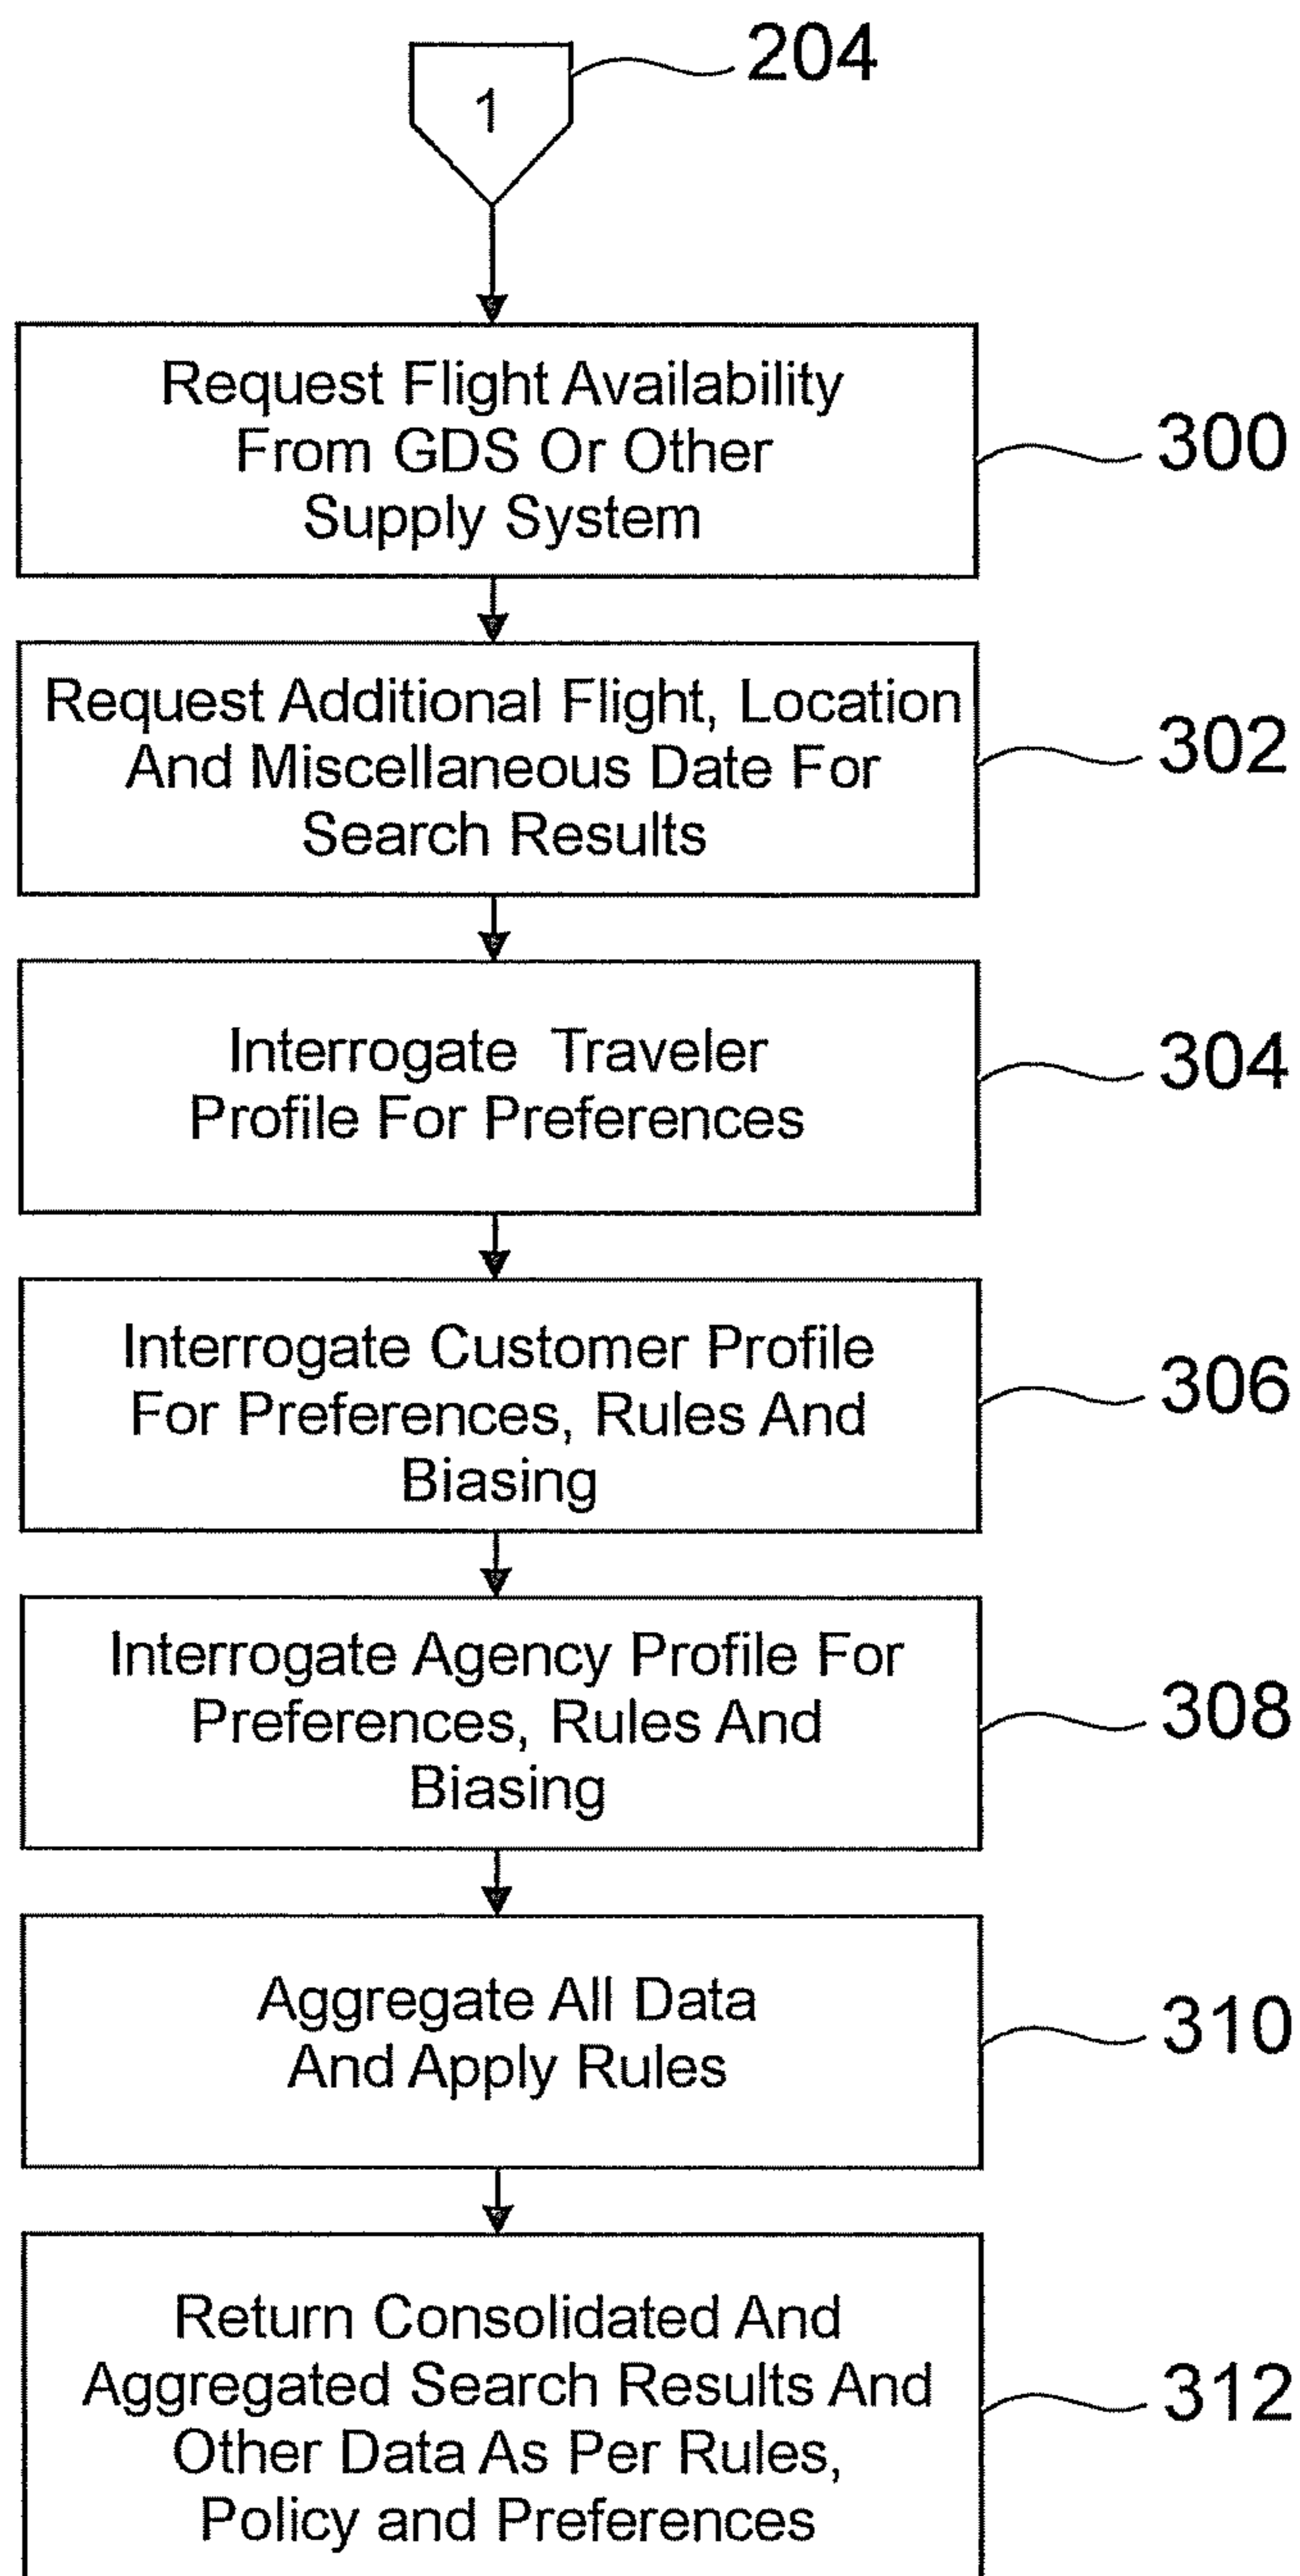 1
204
Request Flight Availability
From GDS Or Other
Supply System
300
Request Additional Flight, Location
And Miscellaneous Date For
Search Results
302
Interrogate Traveler
Profile For Preferences
304
Interrogate Customer Profile
For Preferences, Rules And
Biasing
306
Interrogate Agency Profile For
Preferences, Rules And
Biasing
308
Aggregate All Data
And Apply Rules
310
Return Consolidated And
Aggregated Search Results And
Other Data As Per Rules,
Policy and Preferences
312